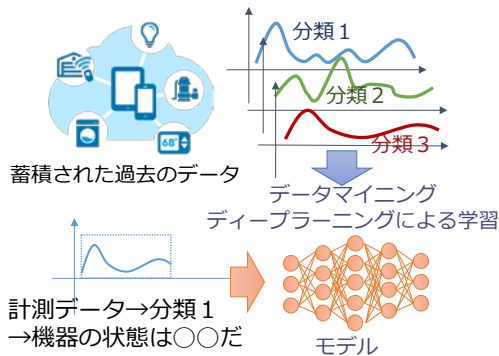 分類１
分類２
分類３
68°
蓄積された過去のデータ
データマイニング
ディープラーニングによる学習
計測データ→分類１
→機器の状態は○○だ
モデル